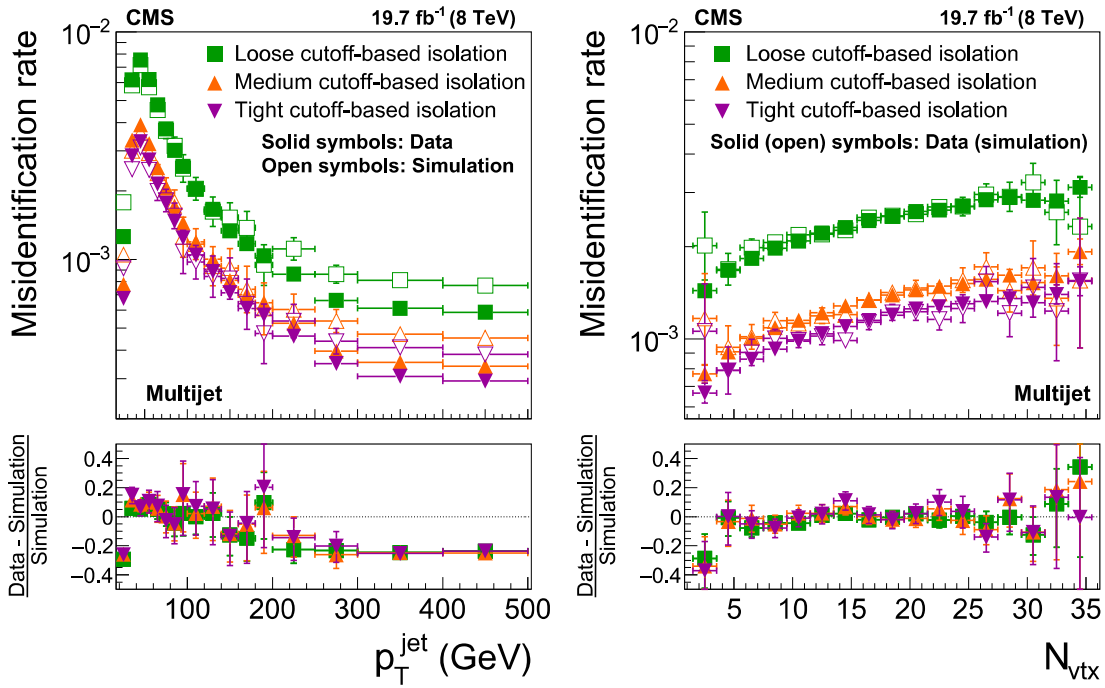 CMS 19.7 fb⁻¹ (8 TeV)
10⁻²
Misidentification rate
Loose cutoff-based isolation
Medium cutoff-based isolation
Tight cutoff-based isolation
Solid symbols: Data
Open symbols: Simulation
10⁻³
Multijet
Data - Simulation
Simulation
0.4
0.2
0
−0.2
−0.4
100 200 300 400 500
p_T^jet (GeV)
CMS 19.7 fb⁻¹ (8 TeV)
10⁻²
Misidentification rate
Loose cutoff-based isolation
Medium cutoff-based isolation
Tight cutoff-based isolation
Solid (open) symbols: Data (simulation)
10⁻³
Multijet
Data - Simulation
Simulation
0.4
0.2
0
−0.2
−0.4
5 10 15 20 25 30 35
N_vtx